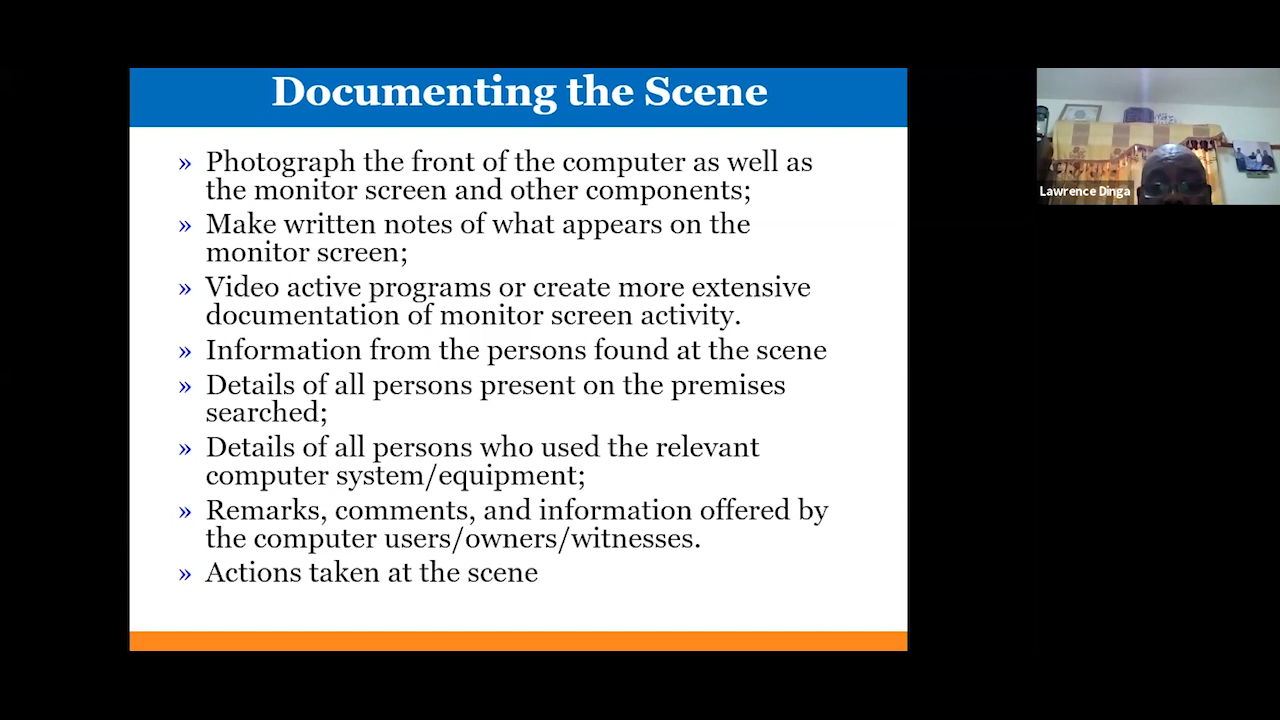 Documenting the Scene
» Photograph the front of the computer as well as
the monitor screen and other components;
» Make written notes of what appears on the
monitor screen;
» Video active programs or create more extensive
documentation of monitor screen activity.
» Information from the persons found at the scene
» Details of all persons present on the premises
searched;
» Details of all persons who used the relevant
computer system/equipment;
» Remarks, comments, and information offered by
the computer users/owners/witnesses.
» Actions taken at the scene
Lawrence Dinga